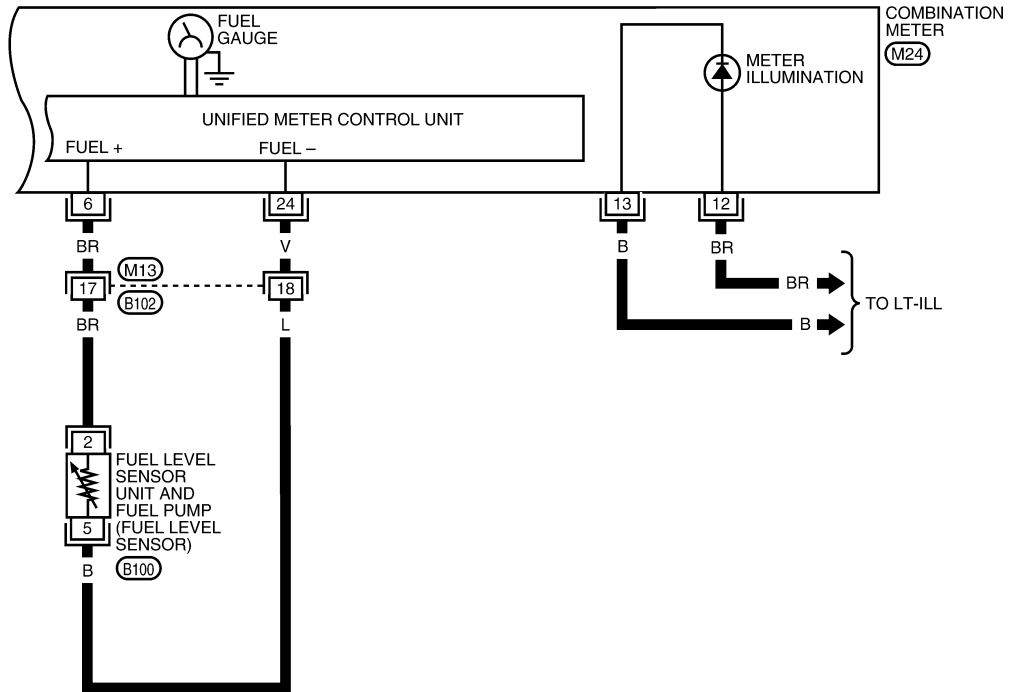 FUEL
GAUGE
COMBINATION
METER
M24
METER
ILLUMINATION
UNIFIED METER CONTROL UNIT
FUEL +
FUEL –
6
24
13
12
BR
V
B
BR
M13
17
18
B102
BR
L
BR
B
TO LT-ILL
2
FUEL LEVEL
SENSOR
UNIT AND
FUEL PUMP
(FUEL LEVEL
SENSOR)
5
B
B100